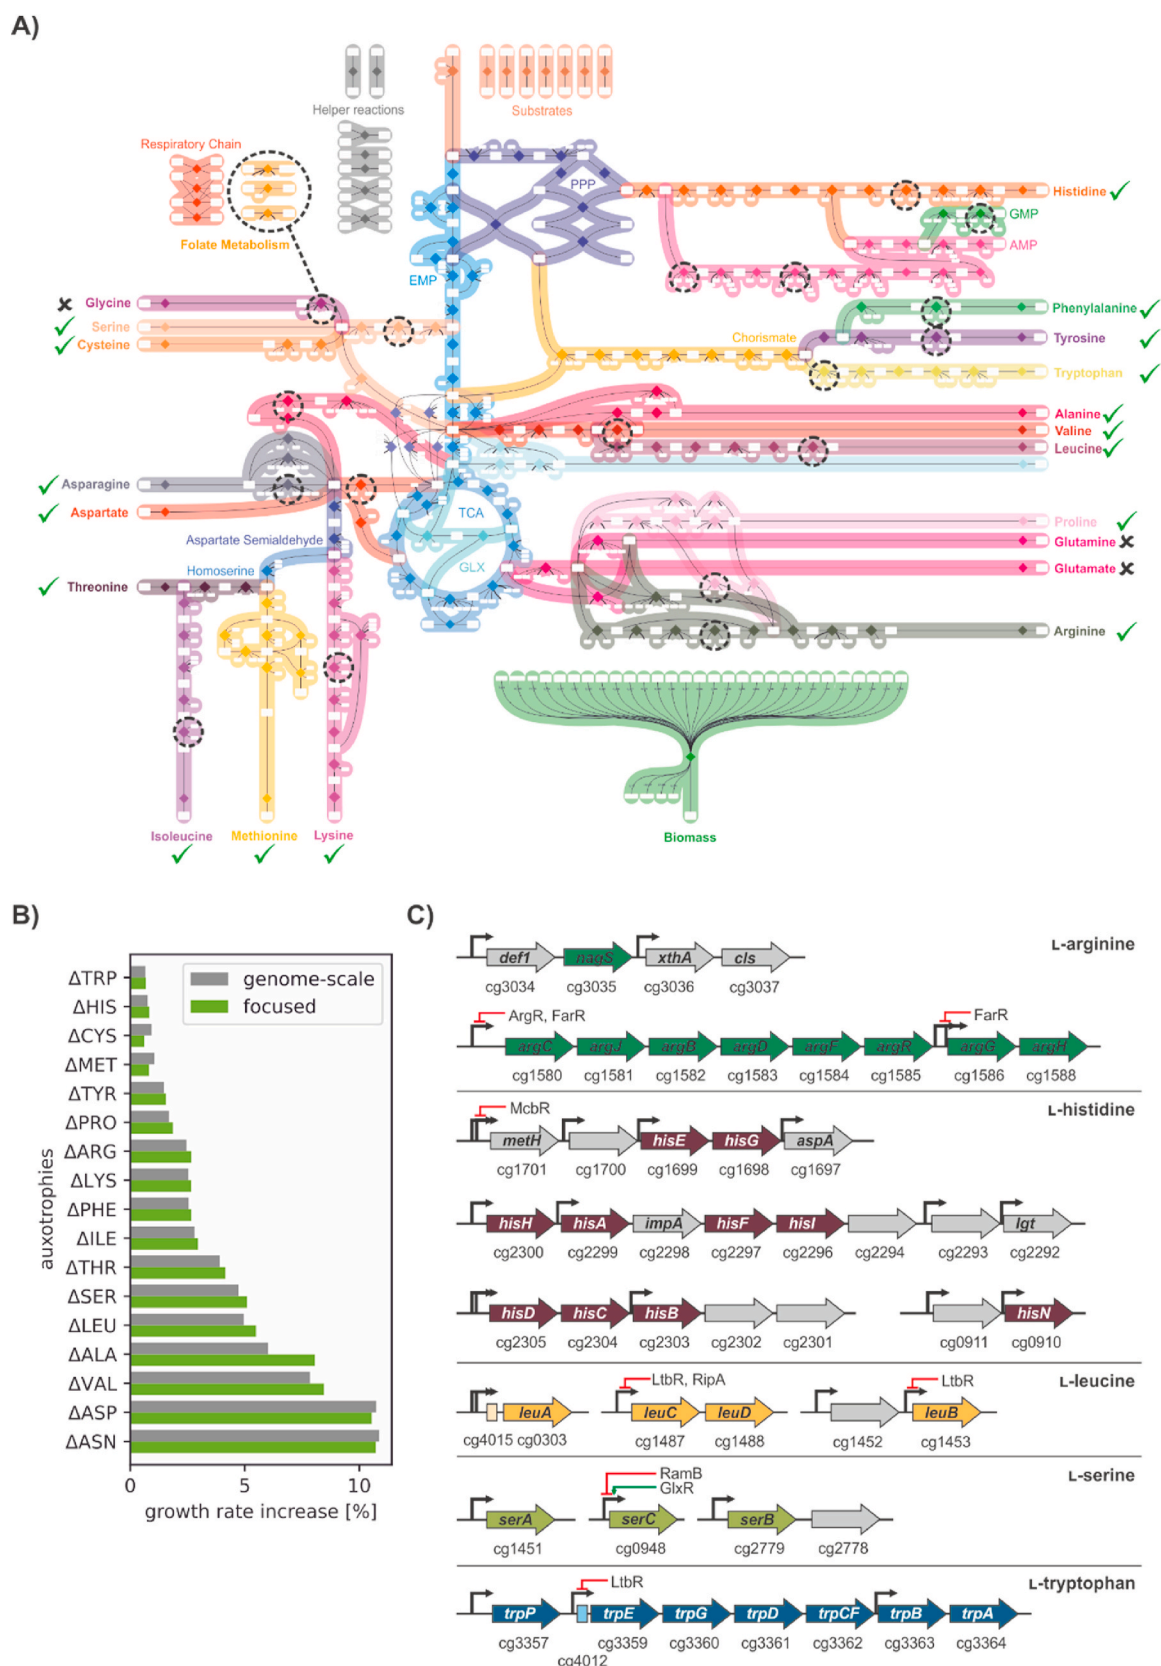 A)
Helper reactions
Substrates
Respiratory Chain
Folate Metabolism
PPP
Histidine
GMP
AMP
EMP
Glycine
Serine
Cysteine
Phenylalanine
Chorismate
Tyrosine
Tryptophan
Alanine
Valine
Leucine
Asparagine
Aspartate
TCA
Proline
Aspartate Semialdehyde
Glutamine
Homoserine
GLX
Glutamate
Threonine
Arginine
Isoleucine
Methionine
Lysine
Biomass
B)
genome-scale
focused
auxotrophies
ΔTRP
ΔHIS
ΔCYS
ΔMET
ΔTYR
ΔPRO
ΔARG
ΔLYS
ΔPHE
ΔILE
ΔTHR
ΔSER
ΔLEU
ΔALA
ΔVAL
ΔASP
ΔASN
0 5 10
growth rate increase [%]
C)
L-arginine
def1 nagS xthA cls
cg3034 cg3035 cg3036 cg3037
ArgR, FarR FarR
argC argJ argB argD argF argR argG argH
cg1580 cg1581 cg1582 cg1583 cg1584 cg1585 cg1586 cg1588
L-histidine
McbR
metH hisE hisG aspA
cg1701 cg1700 cg1699 cg1698 cg1697
hisH hisA impA hisF hisI lgt
cg2300 cg2299 cg2298 cg2297 cg2296 cg2294 cg2293 cg2292
hisD hisC hisB hisN
cg2305 cg2304 cg2303 cg2302 cg2301 cg0911 cg0910
L-leucine
LtbR, RipA LtbR
leuA leuC leuD leuB
cg4015 cg0303 cg1487 cg1488 cg1452 cg1453
L-serine
RamB
GlxR
serA serC serB
cg1451 cg0948 cg2779 cg2778
L-tryptophan
LtbR
trpP trpE trpG trpD trpCF trpB trpA
cg3357 cg3359 cg3360 cg3361 cg3362 cg3363 cg3364
cg4012